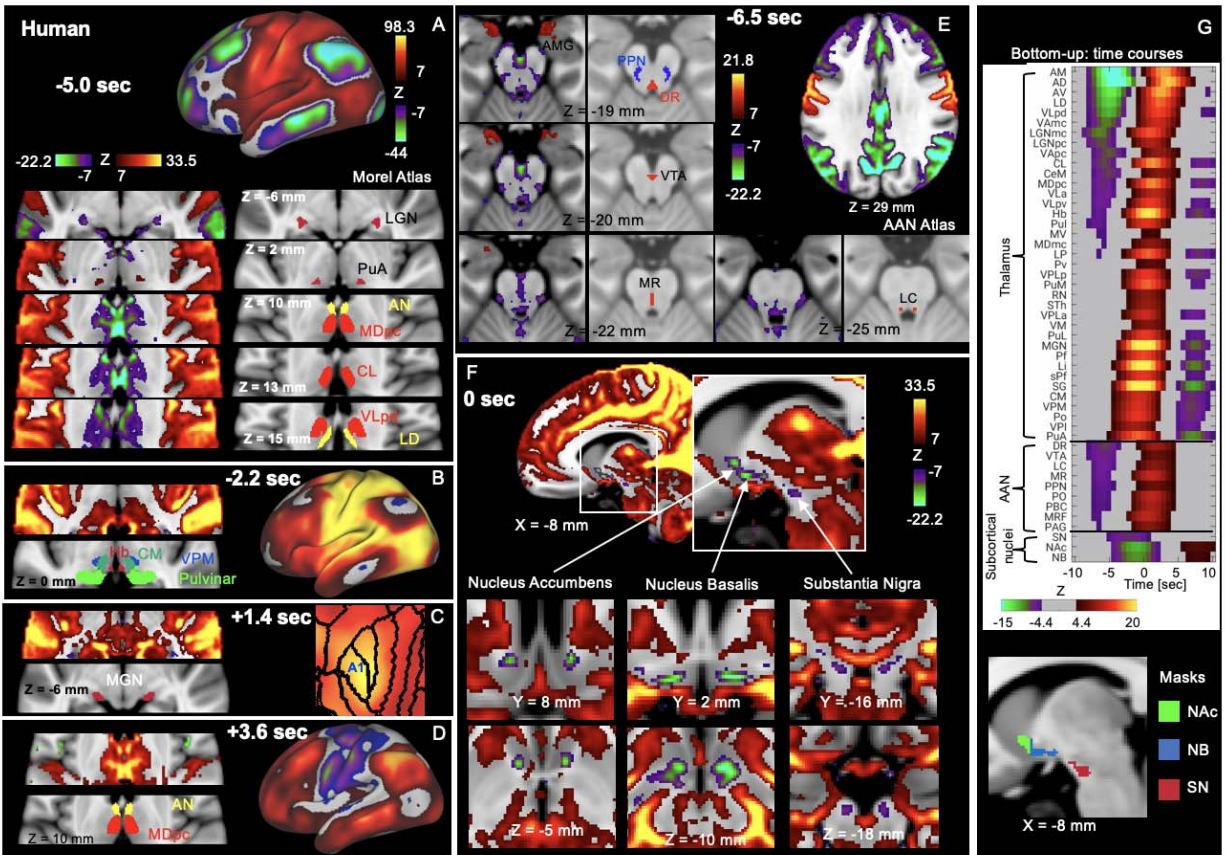 Human
A
-5.0 sec
98.3
7
Z
-7
-44
-22.2
Z
33.5
-7
7
Morel Atlas
Z = -6 mm
LGN
Z = 2 mm
PuA
Z = 10 mm
AN
MDpc
Z = 13 mm
CL
Z = 15 mm
VLpd
LD
B
-2.2 sec
Hb
CM
VPM
Pulvinar
Z = 0 mm
C
+1.4 sec
A1
MGN
Z = -6 mm
D
+3.6 sec
AN
MDpc
Z = 10 mm
E
-6.5 sec
AMG
PPN
DR
Z = -19 mm
21.8
7
Z
-7
-22.2
VTA
Z = -20 mm
Z = 29 mm
AAN Atlas
MR
Z = -22 mm
LC
Z = -25 mm
F
0 sec
33.5
7
Z
-7
-22.2
X = -8 mm
Nucleus Accumbens
Nucleus Basalis
Substantia Nigra
Y = 8 mm
Y = 2 mm
Y = -16 mm
Z = -5 mm
Z = -10 mm
Z = -18 mm
G
Bottom-up: time courses
Thalamus
AM
AD
AV
LD
VLpd
VAmc
LGNmc
LGNpc
VApc
CL
CeM
MDpc
VLa
VLpv
Hb
Pul
MV
MDmc
LP
Pv
VPLp
PuM
RN
STh
VPLa
VM
PuL
MGN
Pf
Li
sPf
SG
CM
VPM
Po
VPI
PuA
AAN
DR
VTA
LC
MR
PPN
PO
PBC
MRF
PAG
Subcortical
nuclei
SN
NAc
NB
-10
-5
0
5
10
Time [sec]
Z
-15
-4.4
4.4
20
Masks
NAc
NB
SN
X = -8 mm